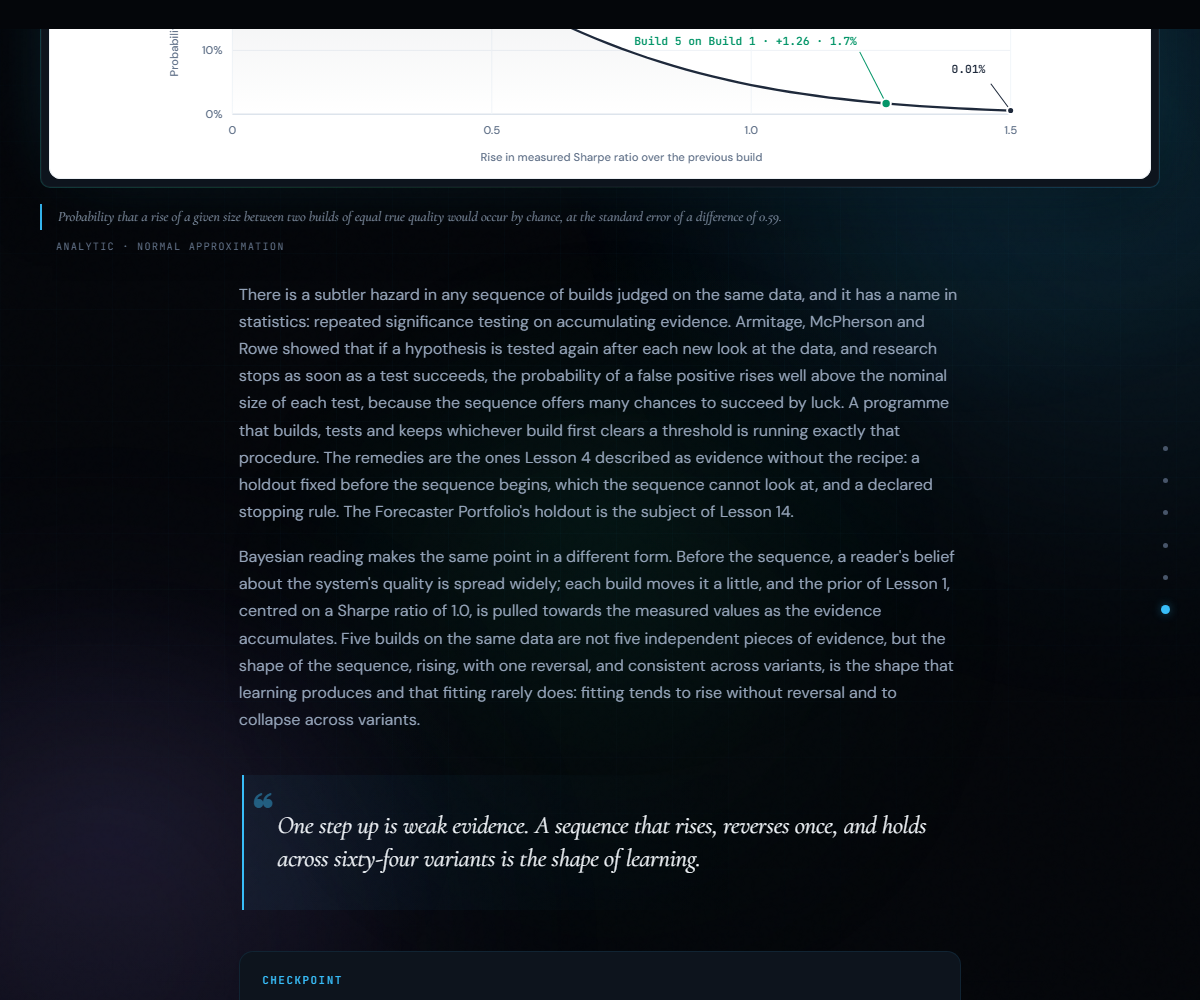 Probabili
10%
0%
Build 5 on Build 1 · +1.26 · 1.7%
0.01%
0
0.5
1.0
1.5
Rise in measured Sharpe ratio over the previous build
Probability that a rise of a given size between two builds of equal true quality would occur by chance, at the standard error of a difference of 0.59.
ANALYTIC · NORMAL APPROXIMATION
There is a subtler hazard in any sequence of builds judged on the same data, and it has a name in
statistics: repeated significance testing on accumulating evidence. Armitage, McPherson and
Rowe showed that if a hypothesis is tested again after each new look at the data, and research
stops as soon as a test succeeds, the probability of a false positive rises well above the nominal
size of each test, because the sequence offers many chances to succeed by luck. A programme
that builds, tests and keeps whichever build first clears a threshold is running exactly that
procedure. The remedies are the ones Lesson 4 described as evidence without the recipe: a
holdout fixed before the sequence begins, which the sequence cannot look at, and a declared
stopping rule. The Forecaster Portfolio's holdout is the subject of Lesson 14.
Bayesian reading makes the same point in a different form. Before the sequence, a reader's belief
about the system's quality is spread widely; each build moves it a little, and the prior of Lesson 1,
centred on a Sharpe ratio of 1.0, is pulled towards the measured values as the evidence
accumulates. Five builds on the same data are not five independent pieces of evidence, but the
shape of the sequence, rising, with one reversal, and consistent across variants, is the shape that
learning produces and that fitting rarely does: fitting tends to rise without reversal and to
collapse across variants.
❝
One step up is weak evidence. A sequence that rises, reverses once, and holds
across sixty-four variants is the shape of learning.
CHECKPOINT